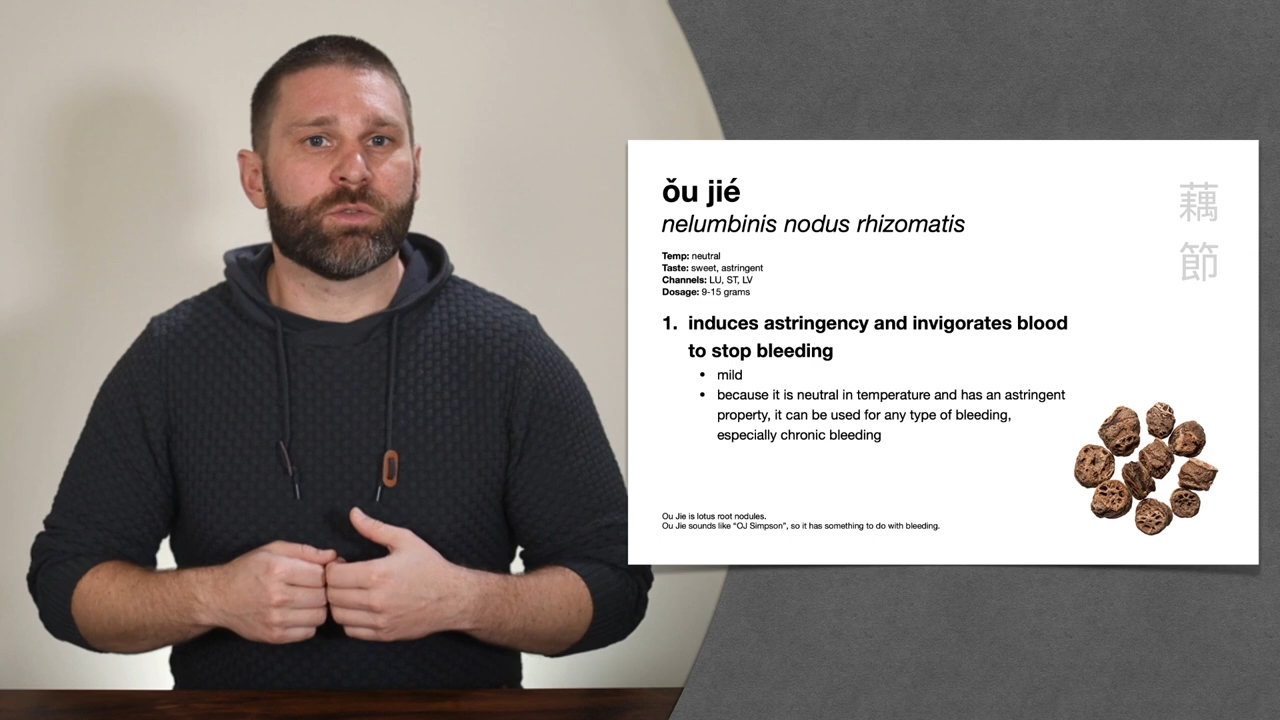 ǒu jié
nelumbinis nodus rhizomatis
藕
節
Temp: neutral
Taste: sweet, astringent
Channels: LU, ST, LV
Dosage: 9-15 grams
1. induces astringency and invigorates blood
to stop bleeding
• mild
• because it is neutral in temperature and has an astringent
property, it can be used for any type of bleeding,
especially chronic bleeding
Ou Jie is lotus root nodules.
Ou Jie sounds like “OJ Simpson”, so it has something to do with bleeding.